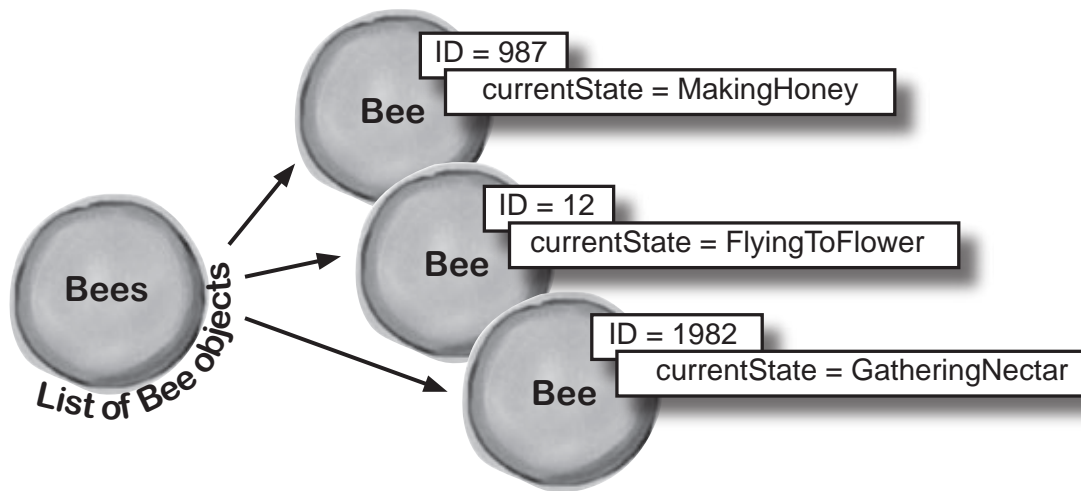 ID = 987
currentState = MakingHoney
Bee
ID = 12
currentState = FlyingToFlower
Bee
Bees
List of Bee objects
ID = 1982
currentState = GatheringNectar
Bee